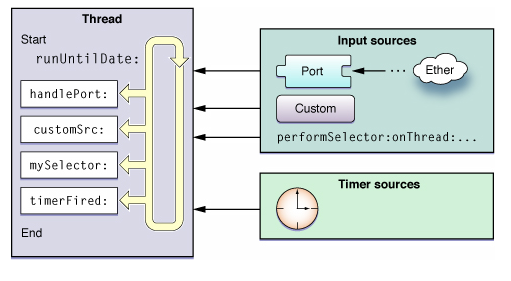 Thread
Start
runUntilDate:
handlePort:
customSrc:
mySelector:
timerFired:
End
Input sources
Port
...
Ether
Custom
performSelector:onThread:...
Timer sources